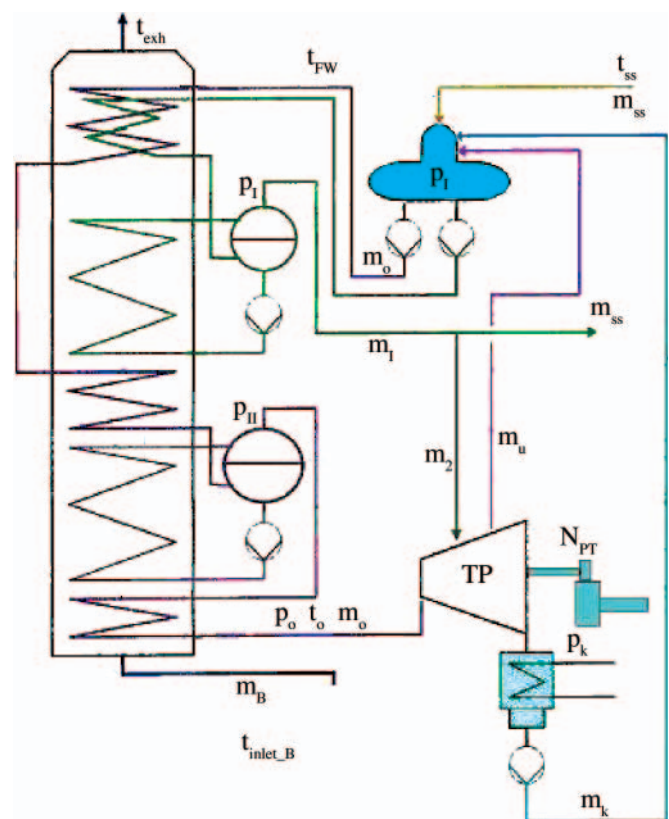 t_exh
t_FW
t_ss
m_ss
p_I
p_I
m_o
m_ss
m_I
p_II
m_2
m_u
N_PT
TP
p_o t_o m_o
p_k
m_B
t_inlet_B
m_k